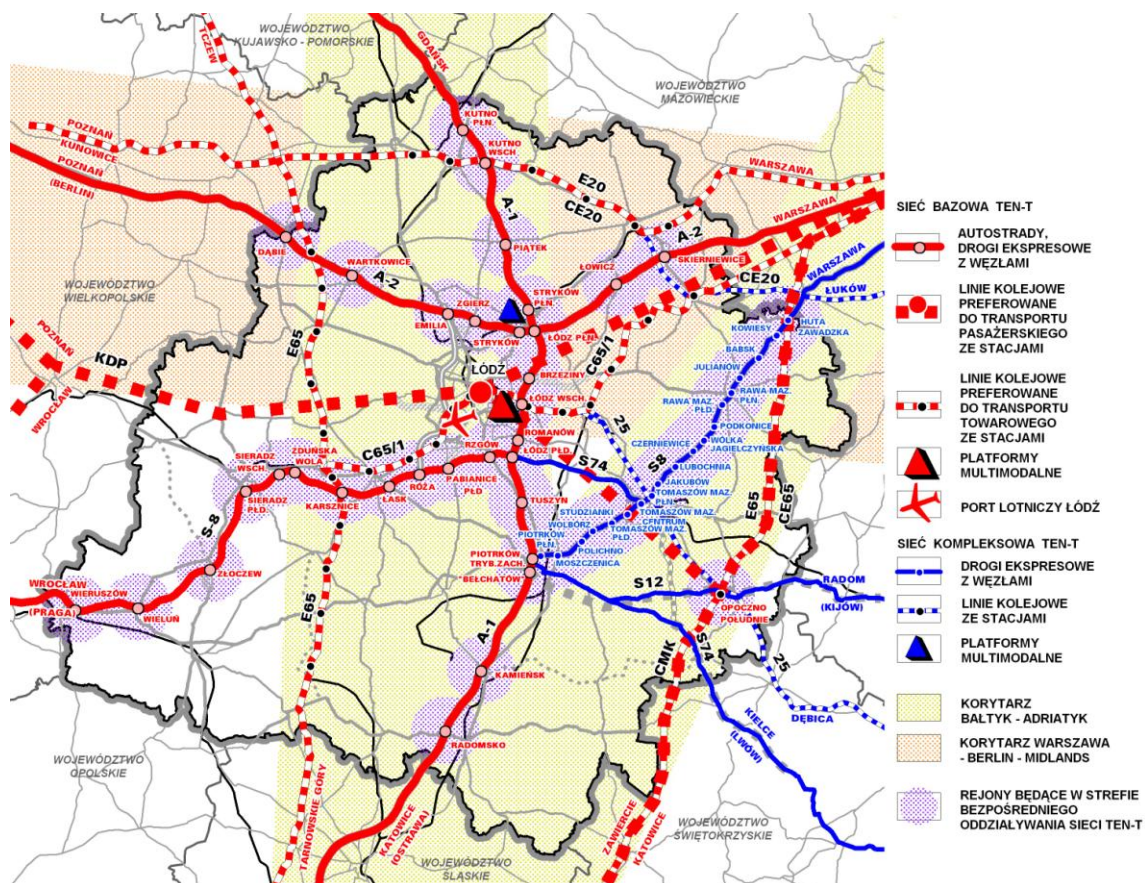 WOJEWÓDZTWO
KUJAWSKO - POMORSKIE
TCZEW
GDAŃSK
WOJEWÓDZTWO
MAZOWIECKIE
POZNAŃ
KUNOWICE
POZNAŃ
(BERLIN)
KUTNO
PŁN.
KUTNO
WSCH
E20
CE20
WARSZAWA
WARSZAWA
A-1
A-2
DĄBIE
PIĄTEK
WARTKOWICE
ŁOWICZ
SKIERNIEWICE
WARSZAWA
CE20
ŁUKÓW
WOJEWÓDZTWO
WIELKOPOLSKIE
A-2
ZGIERZ
EMILIA
STRYKÓW
PŁN.
STRYKÓW
ŁÓDŹ PŁN.
KOWIESY
HUTA
ZAWADZKA
BABSK
JULIANÓW
POZNAŃ
KDP
WROCŁAW
E65
ŁÓDŹ
BRZEZINY
C65/1
ŁÓDŹ WSCH.
RAWA MAZ.
PŁN.
RAWA MAZ.
PŁD.
PODKONICE
25
ROMANÓW
CZERNIEWICE
WÓLKA
JAGIELCZYŃSKA
SIERADZ
WSCH.
ZDUŃSKA
WOLA
C65/1
RZGÓW
ŁÓDŹ PŁD.
S74
S8
LUBOCHNIA
JAKUBÓW
TOMASZÓW MAZ.
PŁN.
SIERADZ
PŁD.
KARSZNICE
ŁASK
RÓŻA
PABIANICE
PŁD
TUSZYN
STUDZIANKI
TOMASZÓW MAZ.
CENTRUM
WOLBÓRZ
TOMASZÓW MAZ.
PŁD
E65
CE65
S-8
PIOTRKÓW
PŁN.
POLICHNO
MOSZCZENICA
ZŁOCZEW
PIOTRKÓW
TRYB.ZACH.
BEŁCHATÓW
WROCŁAW
(PRAGA)
WIERUSZÓW
WIELUŃ
E65
S12
RADOM
(KIJÓW)
OPOCZNO
POŁUDNIE
A-1
CMK
S74
25
KAMIEŃSK
DĘBICA
RADOMSKO
KIELCE
(LWÓW)
WOJEWÓDZTWO
OPOLSKIE
TARNOWSKIE GÓRY
KATOWICE
(OSTRAWA)
WOJEWÓDZTWO
ŚLĄSKIE
ZAWIERCIE
KATOWICE
WOJEWÓDZTWO
ŚWIĘTOKRZYSKIE
SIEĆ BAZOWA TEN-T
AUTOSTRADY,
DROGI EKSPRESOWE
Z WĘZŁAMI
LINIE KOLEJOWE
PREFEROWANE
DO TRANSPORTU
PASAŻERSKIEGO
ZE STACJAMI
LINIE KOLEJOWE
PREFEROWANE
DO TRANSPORTU
TOWAROWEGO
ZE STACJAMI
PLATFORMY
MULTIMODALNE
PORT LOTNICZY ŁÓDŹ
SIEĆ KOMPLEKSOWA TEN-T
DROGI EKSPRESOWE
Z WĘZŁAMI
LINIE KOLEJOWE
ZE STACJAMI
PLATFORMY
MULTIMODALNE
KORYTARZ
BAŁTYK - ADRIATYK
KORYTARZ WARSZAWA
- BERLIN - MIDLANDS
REJONY BĘDĄCE W STREFIE
BEZPOŚREDNIEGO
ODDZIAŁYWANIA SIECI TEN-T